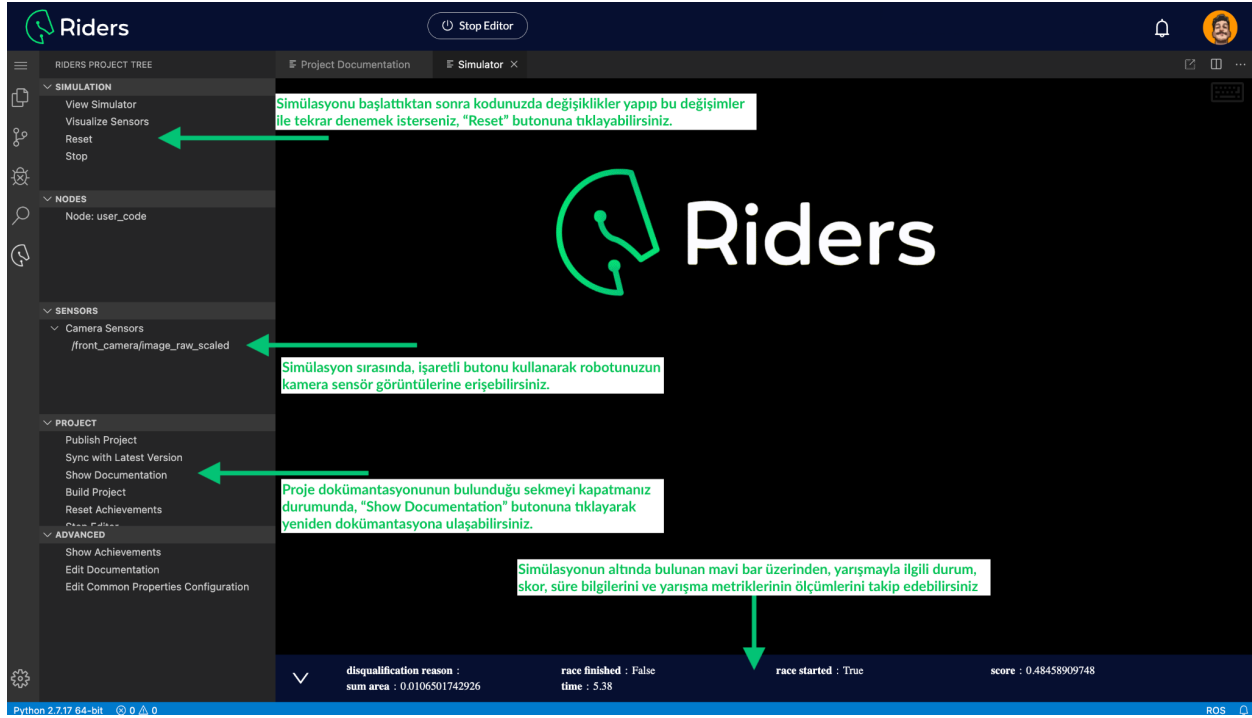 Riders
Stop Editor
RIDERS PROJECT TREE
Project Documentation
Simulator
SIMULATION
View Simulator
Visualize Sensors
Reset
Stop
Simülasyonu başlattıktan sonra kodunuzda değişiklikler yapıp bu değişimler
ile tekrar denemek isterseniz, “Reset” butonuna tıklayabilirsiniz.
NODES
Node: user_code
Riders
SENSORS
Camera Sensors
/front_camera/image_raw_scaled
Simülasyon sırasında, işaretli butonu kullanarak robotunuzun
kamera sensör görüntülerine erişebilirsiniz.
PROJECT
Publish Project
Sync with Latest Version
Show Documentation
Build Project
Reset Achievements
Stop Editor
Proje dokümantasyonunun bulunduğu sekmeyi kapatmanız
durumunda, “Show Documentation” butonuna tıklayarak
yeniden dokümantasyona ulaşabilirsiniz.
ADVANCED
Show Achievements
Edit Documentation
Edit Common Properties Configuration
Simülasyonun altında bulunan mavi bar üzerinden, yarışmayla ilgili durum,
skor, süre bilgilerini ve yarışma metriklerinin ölçümlerini takip edebilirsiniz
disqualification reason : race finished : False race started : True score : 0.48458909748
sum area : 0.0106501742926 time : 5.38
Python 2.7.17 64-bit 0 0 ROS